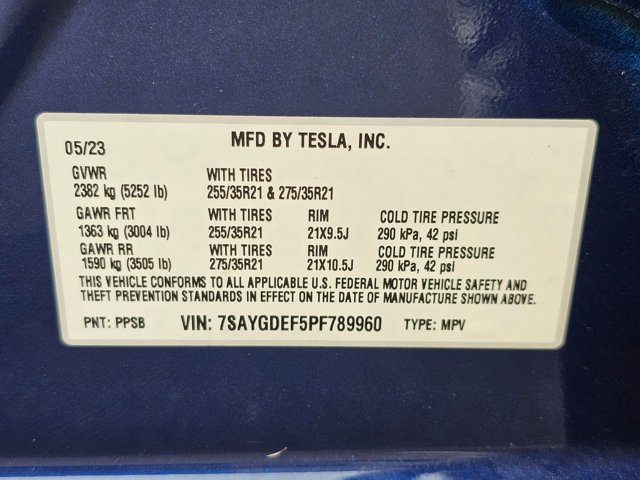 05/23 MFD BY TESLA, INC.
GVWR WITH TIRES
2382 kg (5252 lb) 255/35R21 & 275/35R21
GAWR FRT WITH TIRES RIM COLD TIRE PRESSURE
1363 kg (3004 lb) 255/35R21 21X9.5J 290 kPa, 42 psi
GAWR RR WITH TIRES RIM COLD TIRE PRESSURE
1590 kg (3505 lb) 275/35R21 21X10.5J 290 kPa, 42 psi
THIS VEHICLE CONFORMS TO ALL APPLICABLE U.S. FEDERAL MOTOR VEHICLE SAFETY AND
THEFT PREVENTION STANDARDS IN EFFECT ON THE DATE OF MANUFACTURE SHOWN ABOVE.
PNT: PPSB VIN: 7SAYGDEF5PF789960 TYPE: MPV